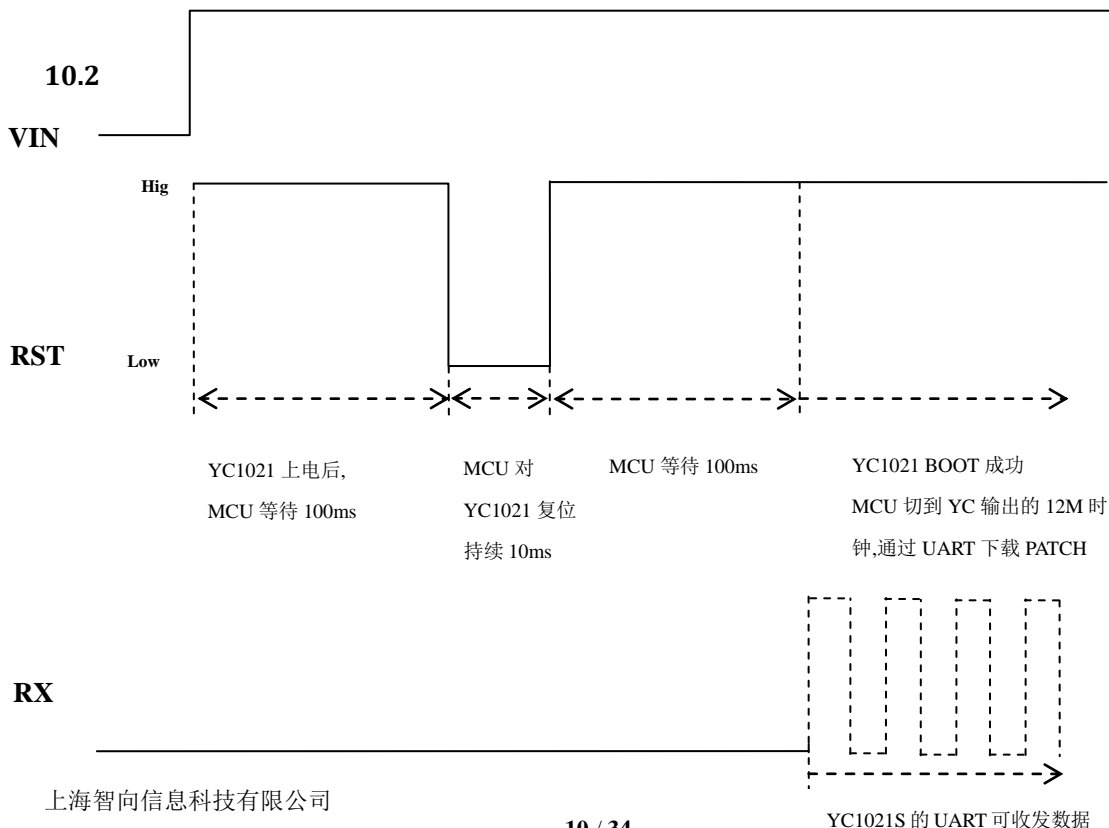 10.2
VIN
Hig
RST
Low
YC1021 上电后,
MCU 等待 100ms
MCU 对
YC1021 复位
持续 10ms
MCU 等待 100ms
YC1021 BOOT 成功
MCU 切到 YC 输出的 12M 时
钟,通过 UART 下载 PATCH
RX
上海智向信息科技有限公司
10 / 34
YC1021S 的 UART 可收发数据